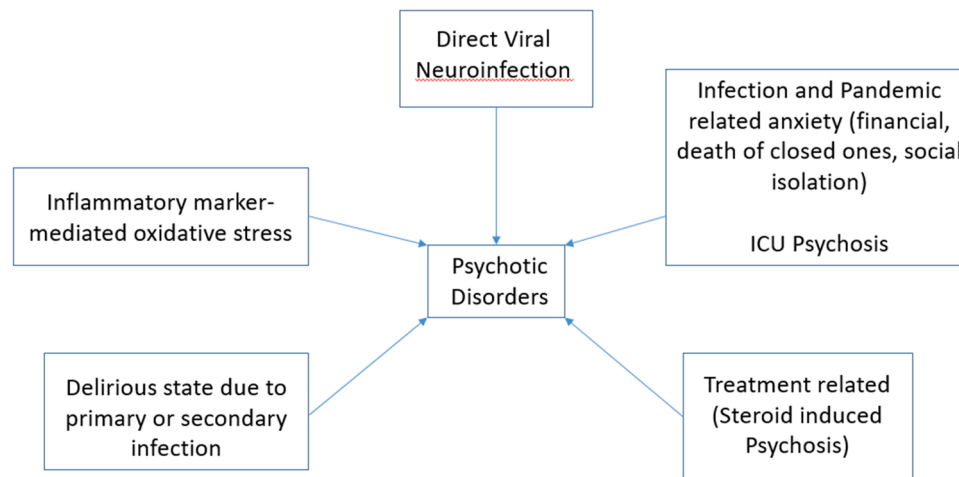 Direct Viral
Neuroinfection
Infection and Pandemic
related anxiety (financial,
death of closed ones, social
isolation)
ICU Psychosis
Inflammatory marker-
mediated oxidative stress
Psychotic
Disorders
Delirious state due to
primary or secondary
infection
Treatment related
(Steroid induced
Psychosis)